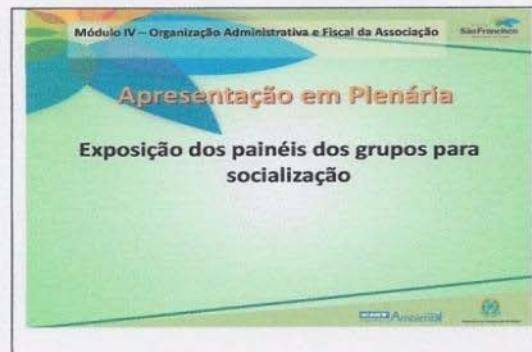 Módulo IV – Organização Administrativa e Fiscal da Associação
São Francisco
Apresentação em Plenária
Exposição dos painéis dos grupos para
socialização
Ambiental